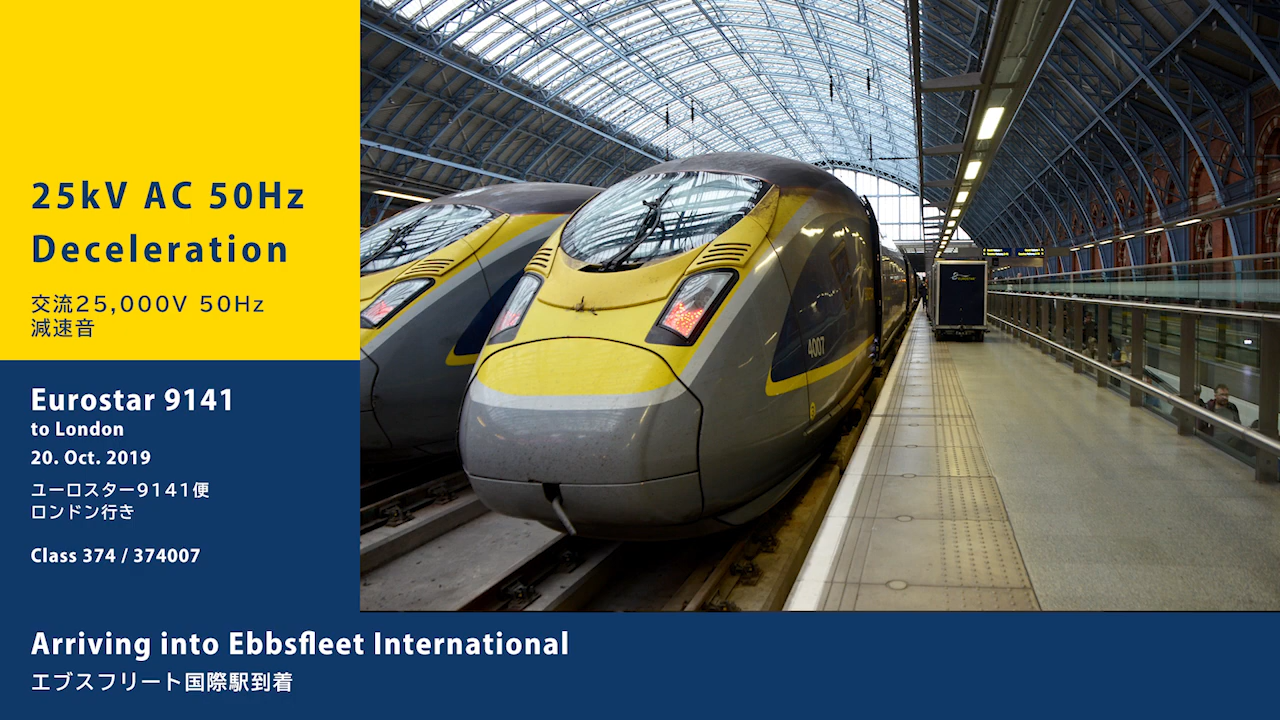 25kV AC 50Hz
Deceleration
交流25,000V 50Hz
減速音
Eurostar 9141
to London
20. Oct. 2019
ユーロスター9141便
ロンドン行き
Class 374 / 374007
4007
Arriving into Ebbsfleet International
エブスフリート国際駅到着